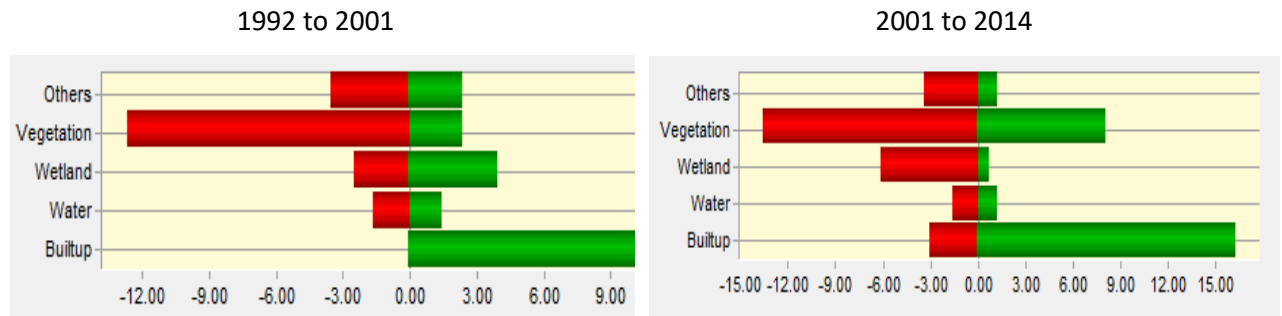 1992 to 2001
Others
Vegetation
Wetland
Water
Builtup
-12.00 -9.00 -6.00 -3.00 0.00 3.00 6.00 9.00
2001 to 2014
Others
Vegetation
Wetland
Water
Builtup
-15.00 -12.00 -9.00 -6.00 -3.00 0.00 3.00 6.00 9.00 12.00 15.00